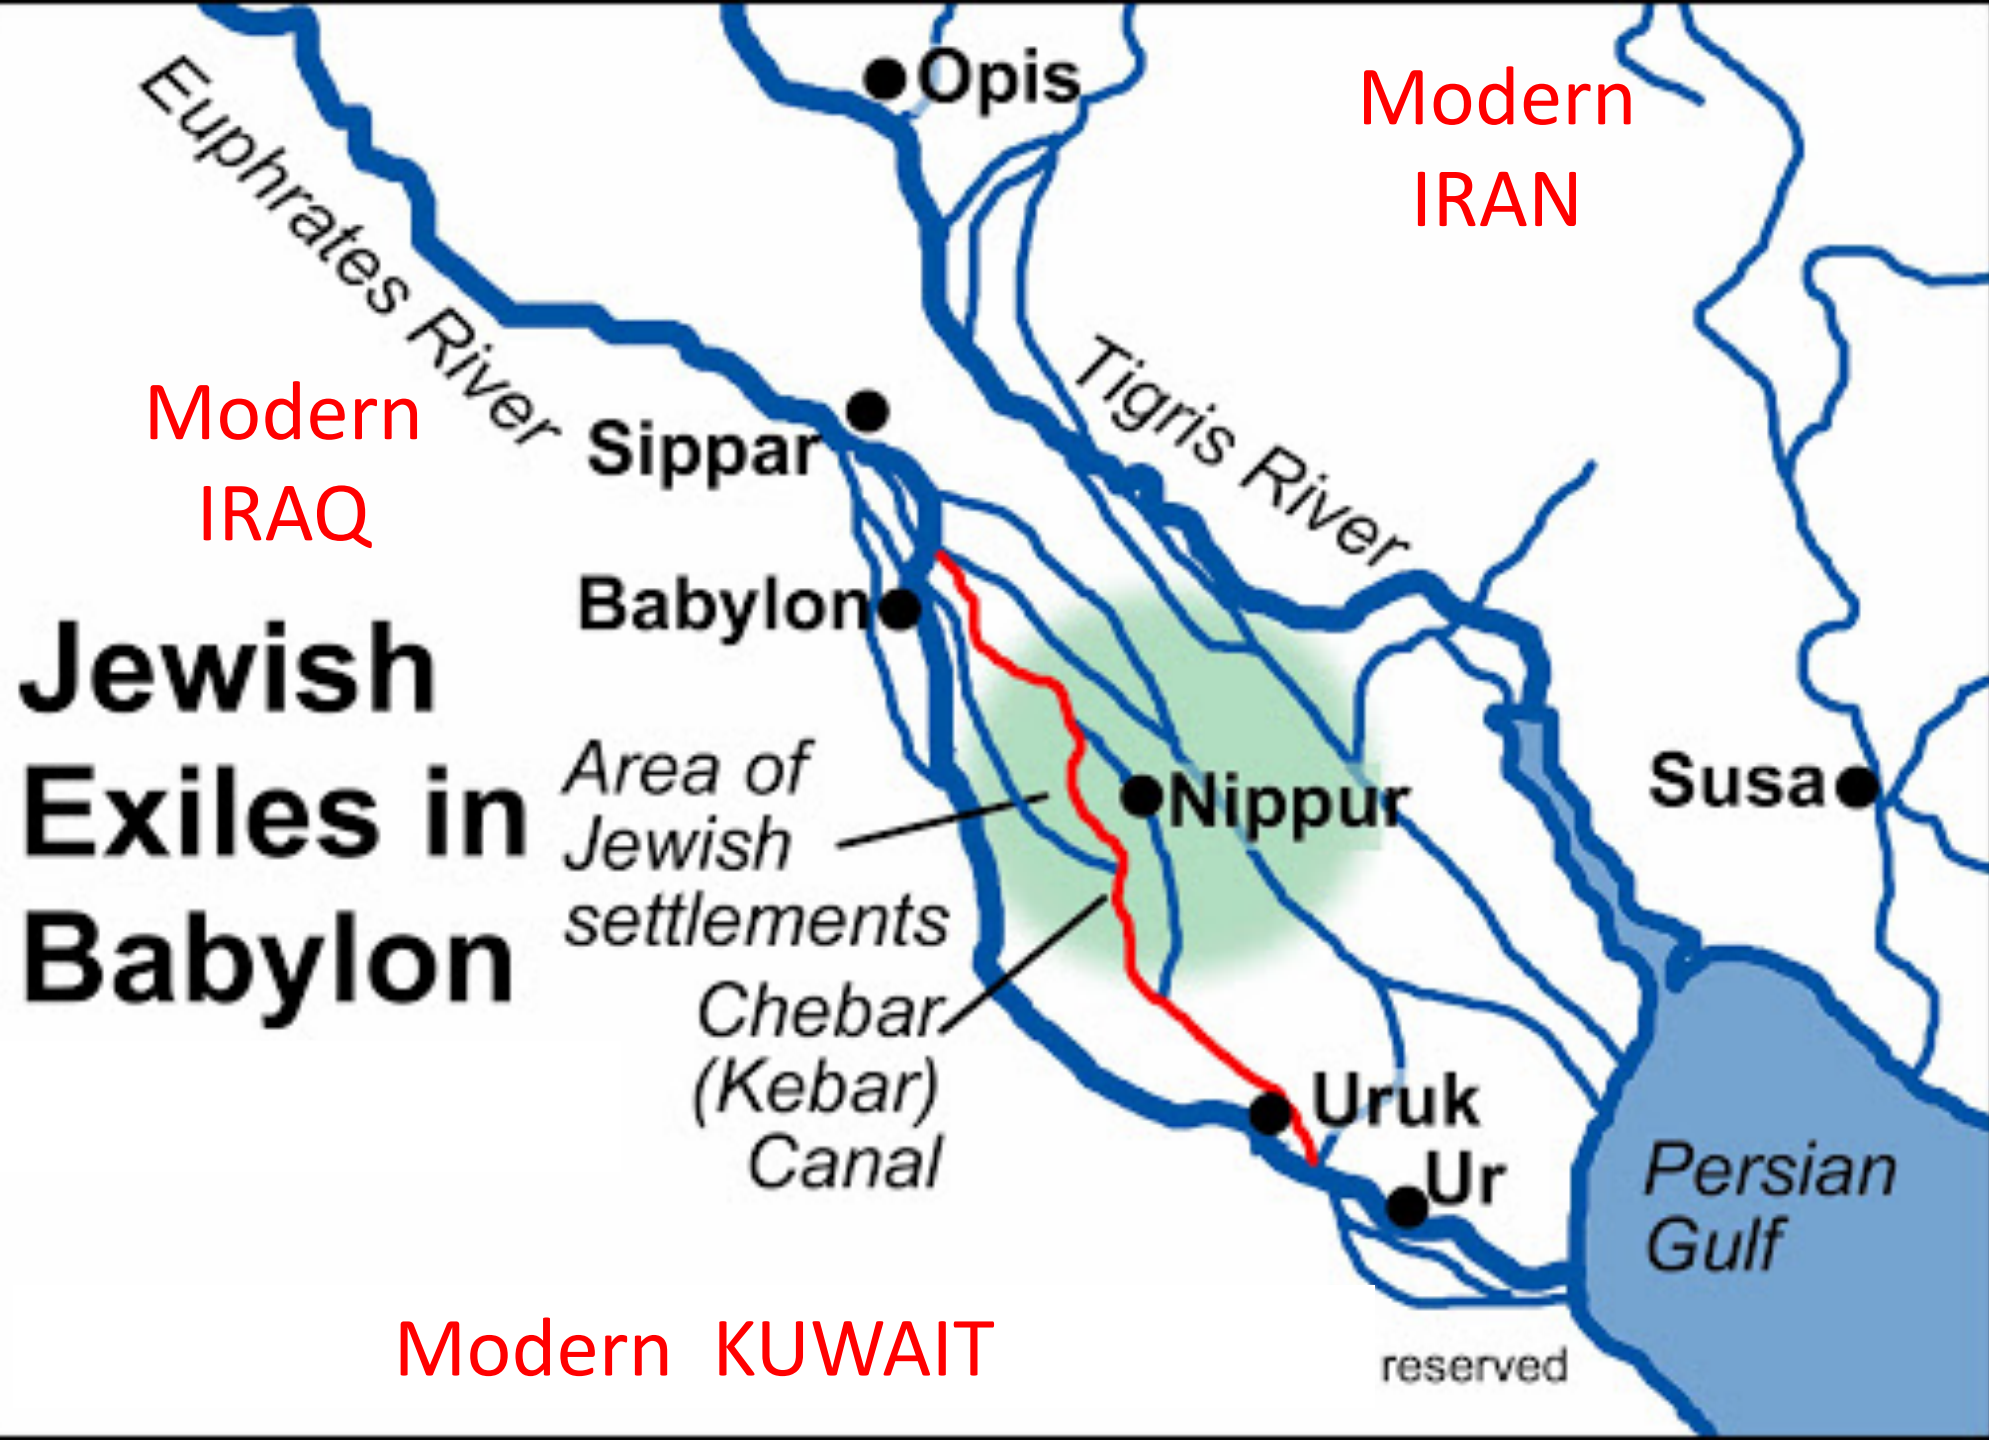 Opis
Modern
IRAN
Euphrates River
Tigris River
Modern
IRAQ
Sippar
Babylon
Jewish
Exiles in
Babylon
Area of
Jewish
settlements
Nippur
Susa
Chebar
(Kebar)
Canal
Uruk
Ur
Persian
Gulf
Modern KUWAIT
reserved